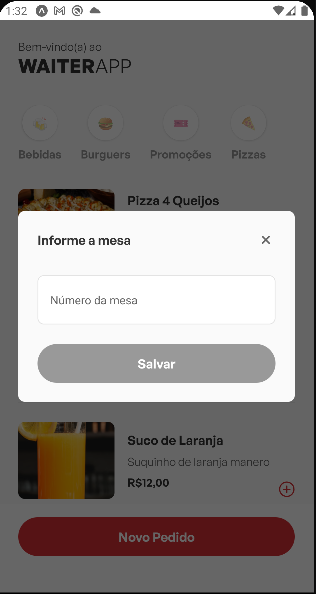 1:32
Bem-vindo(a) ao
WAITERAPP
Bebidas
Burguers
Promoções
Pizzas
Pizza 4 Queijos
Informe a mesa
Número da mesa
Salvar
Suco de Laranja
Suquinho de laranja manero
R$12,00
Novo Pedido